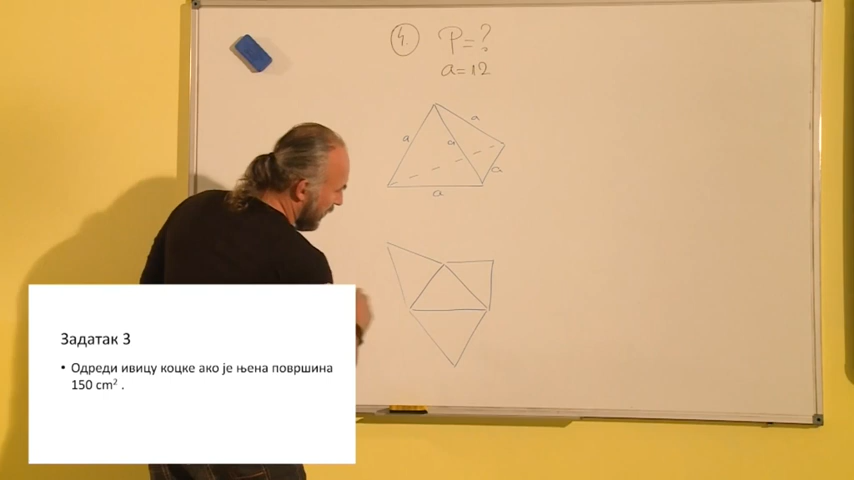 4. P=?
a=12
a
a
a
a
a
Задатак 3
• Одреди ивицу коцке ако је њена површина
150 cm² .